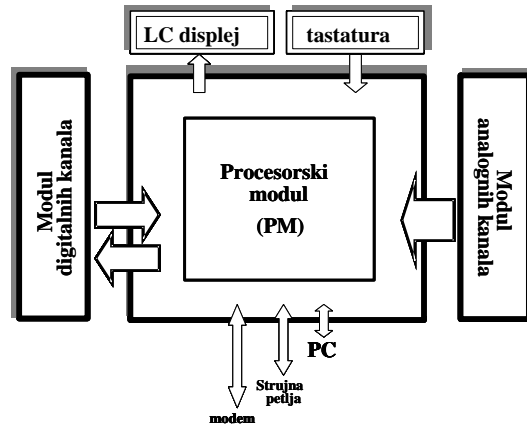 LC displej
tastatura
Modul
digitalnih kanala
Procesorski
modul
(PM)
Modul
analognih kanala
PC
Strujna
petlja
modem